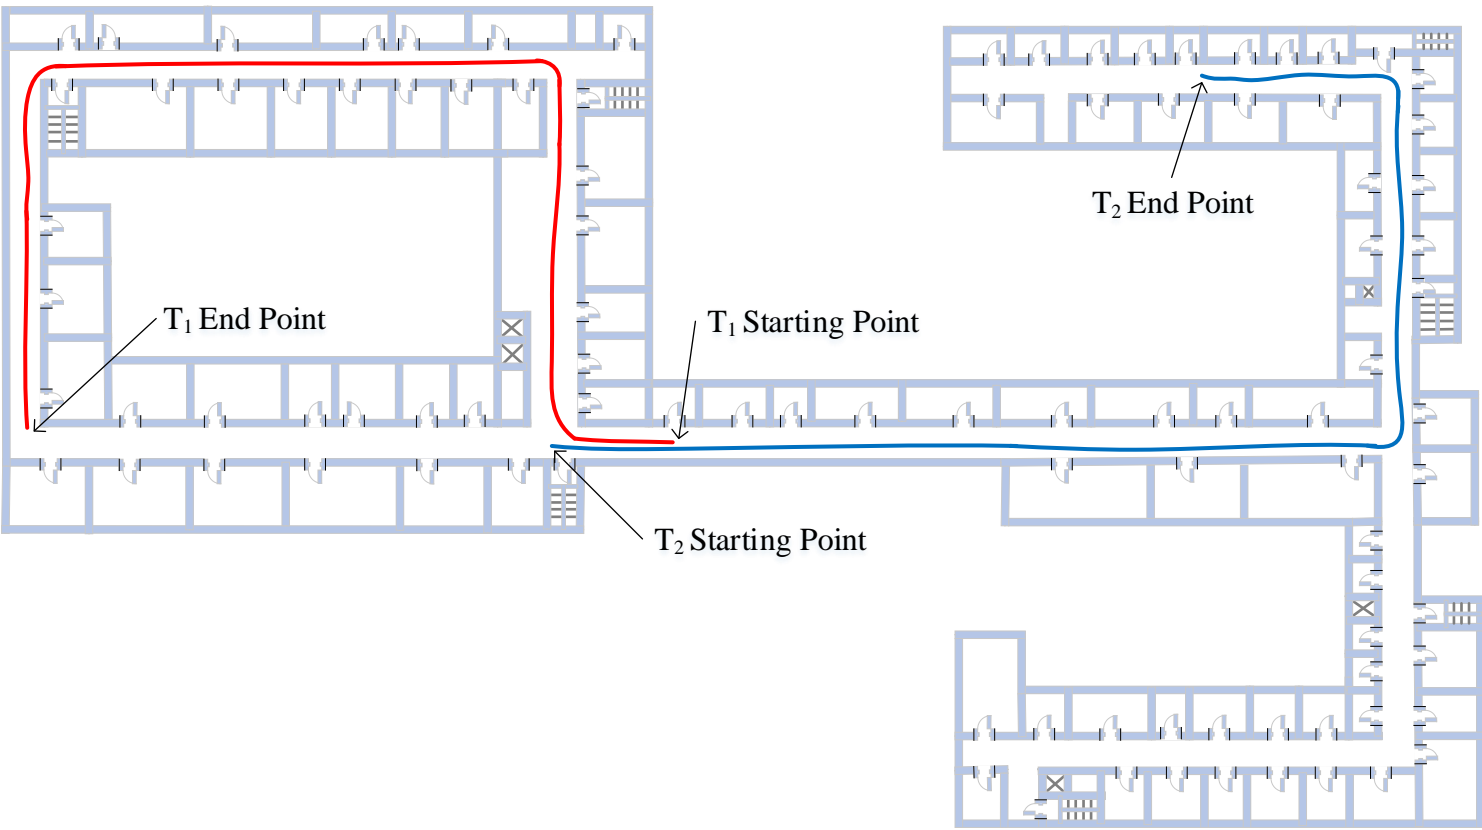 T₂ End Point
T₁ End Point
T₁ Starting Point
T₂ Starting Point